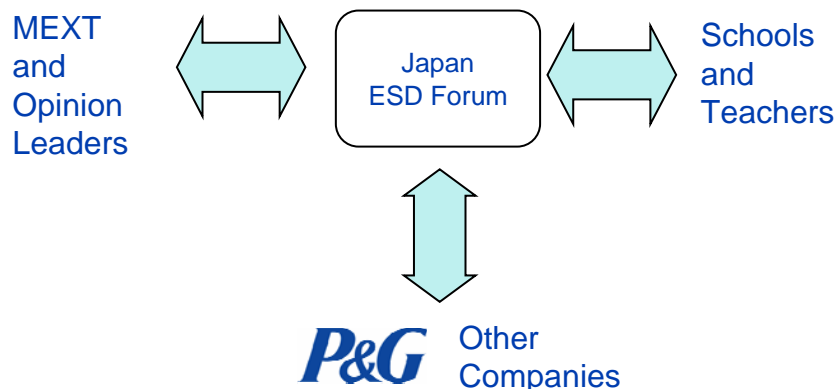 MEXT
and
Opinion
Leaders
Japan
ESD Forum
Schools
and
Teachers
P&G
Other
Companies